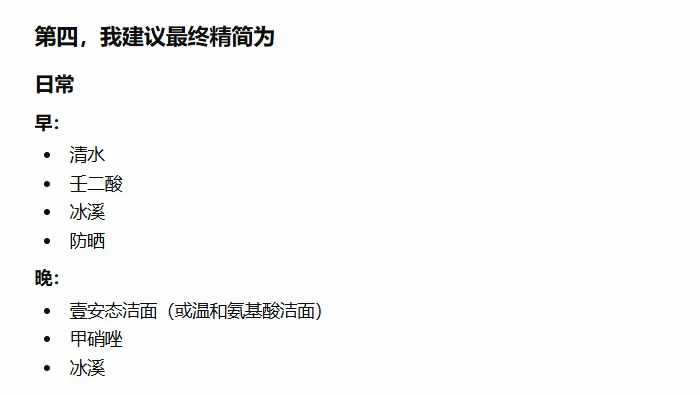 第四，我建议最终精简为
日常
早：
• 清水
• 壬二酸
• 冰溪
• 防晒
晚：
• 壹安态洁面（或温和氨基酸洁面）
• 甲硝唑
• 冰溪